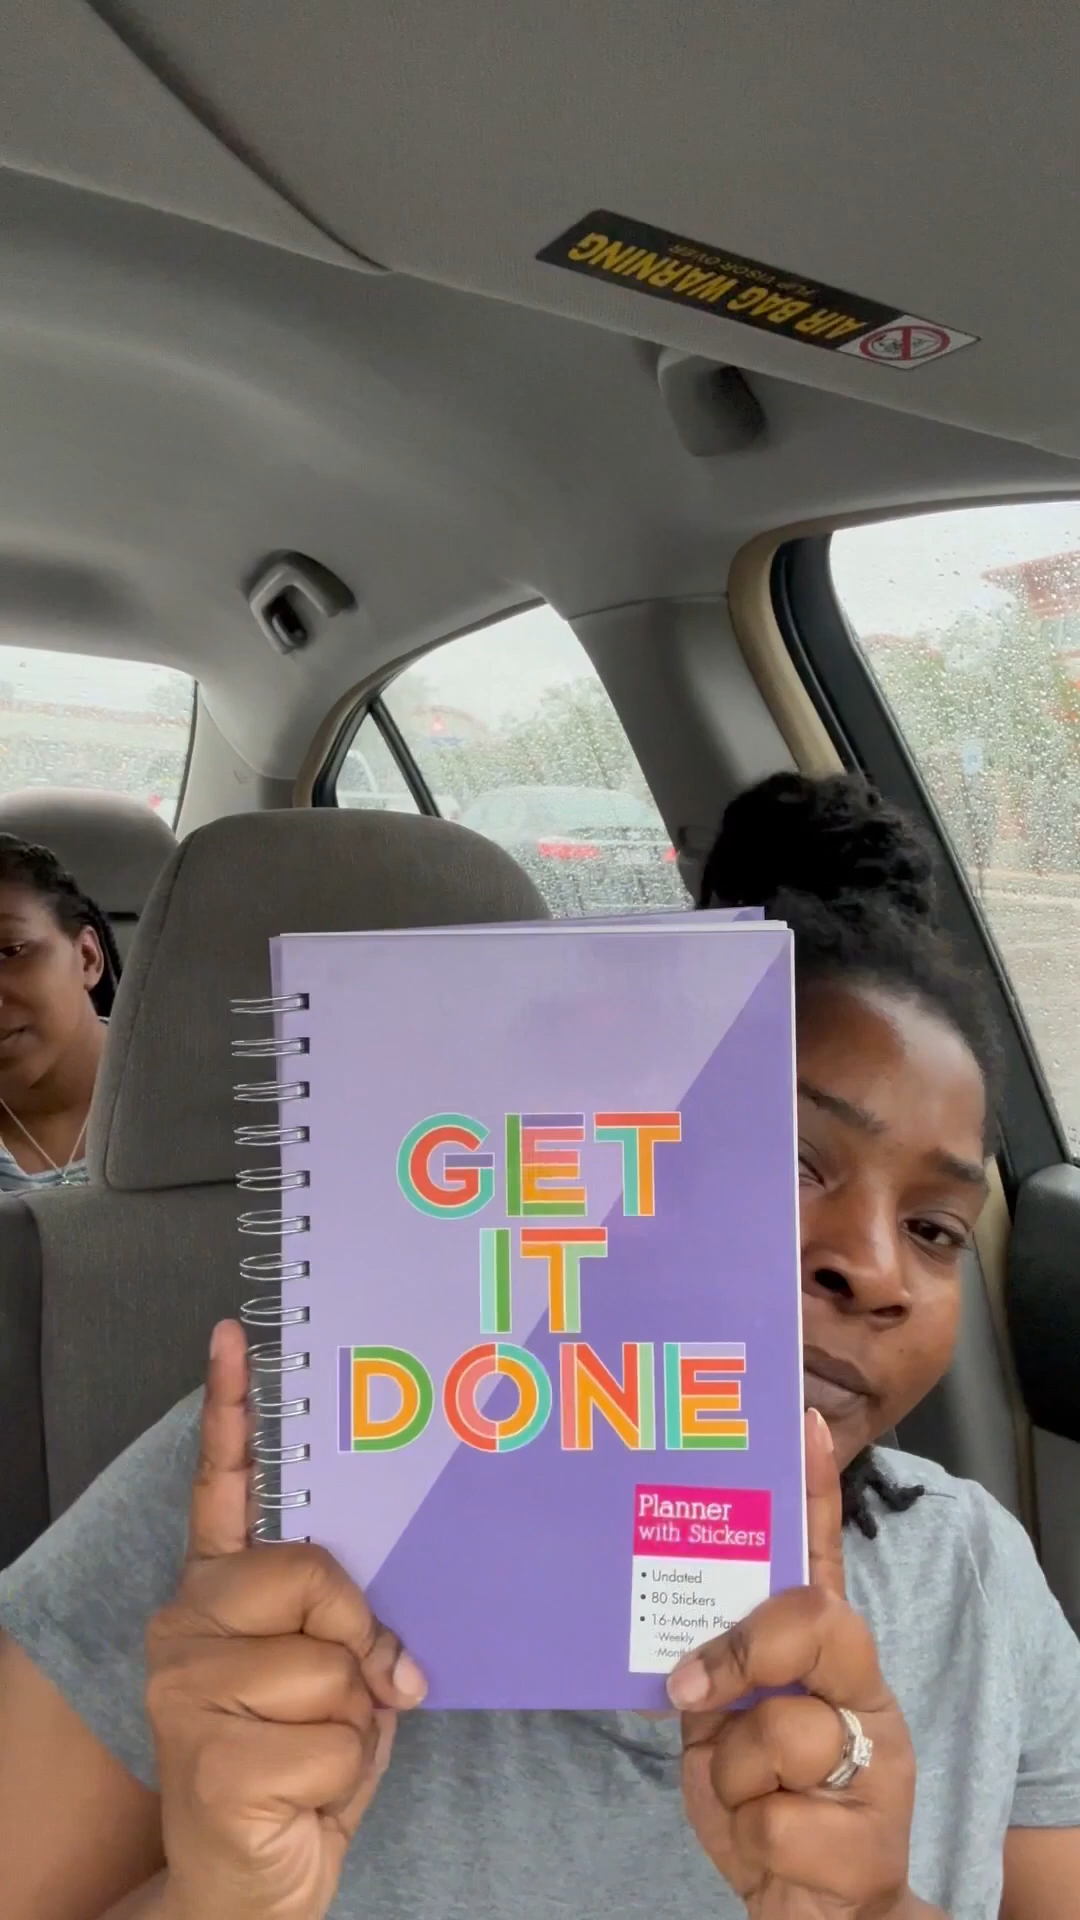 AIR BAG WARNING
FLIP VISOR OVER
GET
IT
DONE
Planner
with Stickers
• Undated
• 80 Stickers
• 16-Month
-Weekly